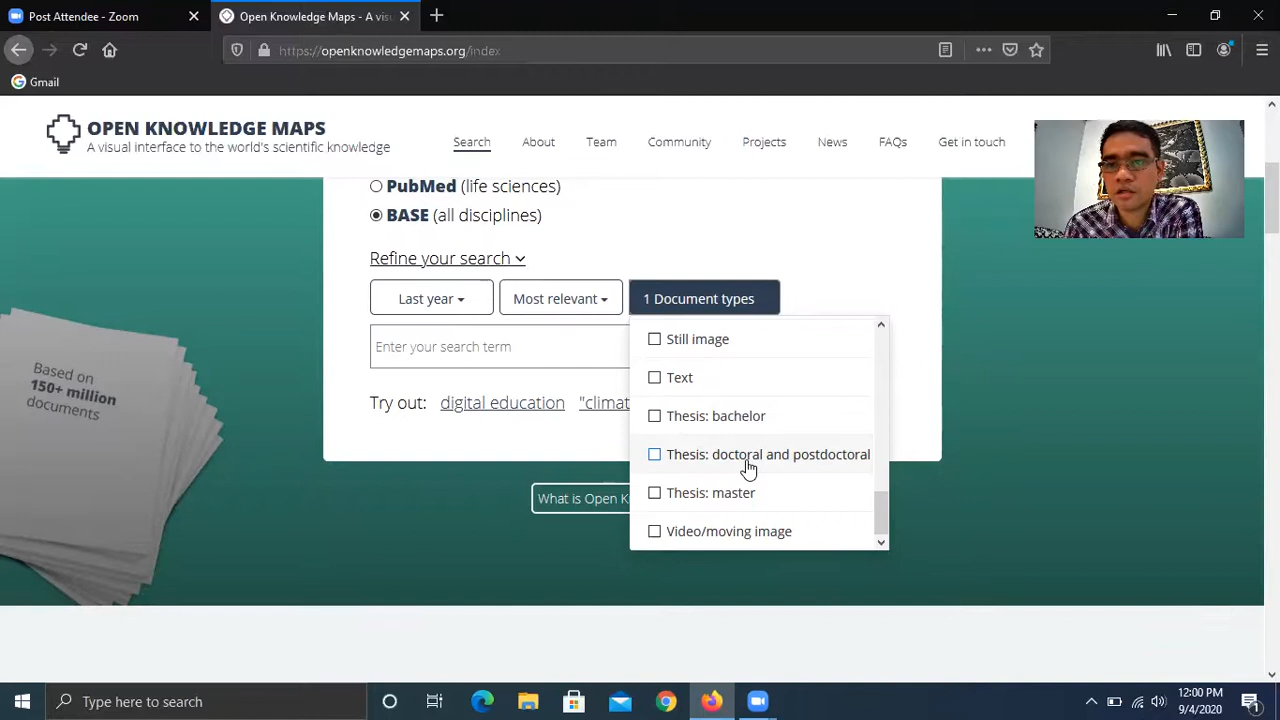 Post Attendee - Zoom
Open Knowledge Maps - A vis
https://openknowledgemaps.org/index
Gmail
OPEN KNOWLEDGE MAPS
A visual interface to the world's scientific knowledge
Search
About
Team
Community
Projects
News
FAQs
Get in touch
PubMed (life sciences)
BASE (all disciplines)
Refine your search
Last year
Most relevant
1 Document types
Enter your search term
Still image
Text
Thesis: bachelor
Thesis: doctoral and postdoctoral
Thesis: master
Video/moving image
Try out: digital education "climat
Based on
150+ million
documents
What is Open K
Type here to search
12:00 PM
9/4/2020
1